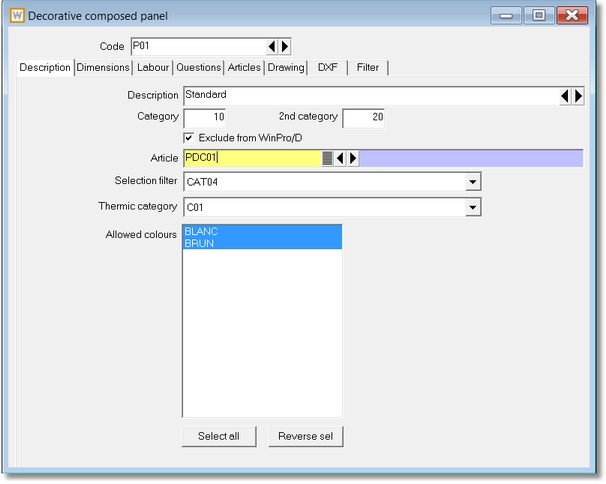 W Decorative composed panel
Code P01
Description Dimensions Labour Questions Articles Drawing DXF Filter
Description Standard
Category 10 2nd category 20
Exclude from WinPro/D
Article PDC01
Selection filter CAT04
Thermic category C01
Allowed colours BLANC
BRUN
Select all Reverse sel